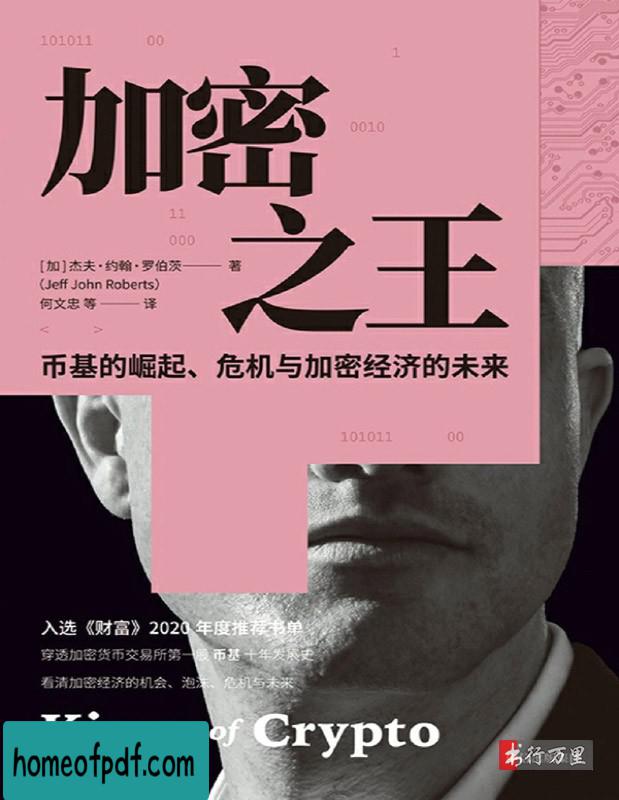 101011 00
1
加密
0010
11
000
之王
[加]杰夫·约翰·罗伯茨——著
(Jeff John Roberts)
何文忠 等——译
< >
币基的崛起、危机与加密经济的未来
101011 00
入选《财富》2020 年度推荐书单
穿透加密货币交易所第一股 币基 十年发展史
看清加密经济的机会、泡沫、危机与未来
of Crypto
homeofpdf.com
书行万里